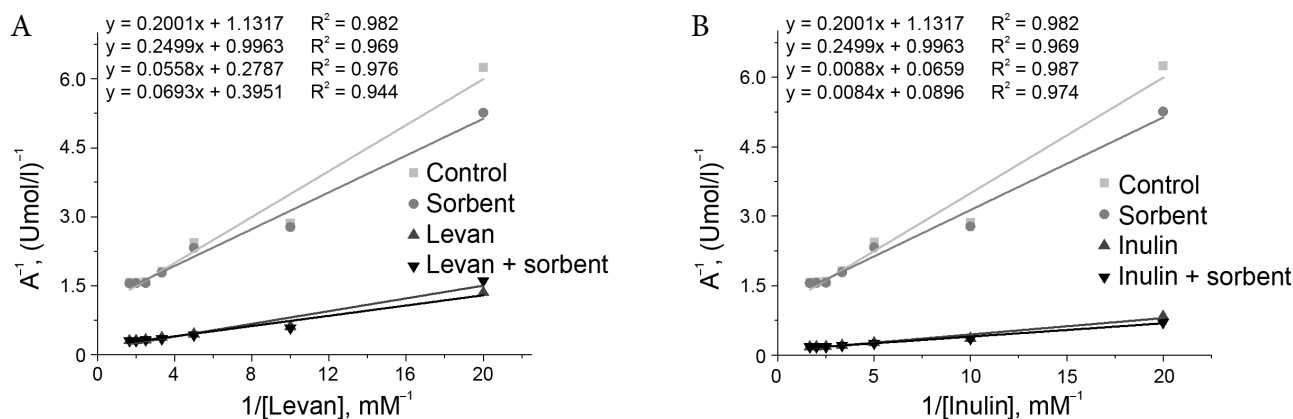 A
y = 0.2001x + 1.1317 R² = 0.982
y = 0.2499x + 0.9963 R² = 0.969
y = 0.0558x + 0.2787 R² = 0.976
y = 0.0693x + 0.3951 R² = 0.944
6.0
4.5
3.0
1.5
0
A⁻¹, (Umol/l)⁻¹
Control
Sorbent
Levan
Levan + sorbent
0 4 8 12 16 20
1/[Levan], mM⁻¹
B
y = 0.2001x + 1.1317 R² = 0.982
y = 0.2499x + 0.9963 R² = 0.969
y = 0.0088x + 0.0659 R² = 0.987
y = 0.0084x + 0.0896 R² = 0.974
6.0
4.5
3.0
1.5
0
A⁻¹, (Umol/l)⁻¹
Control
Sorbent
Inulin
Inulin + sorbent
0 5 10 15 20
1/[Inulin], mM⁻¹